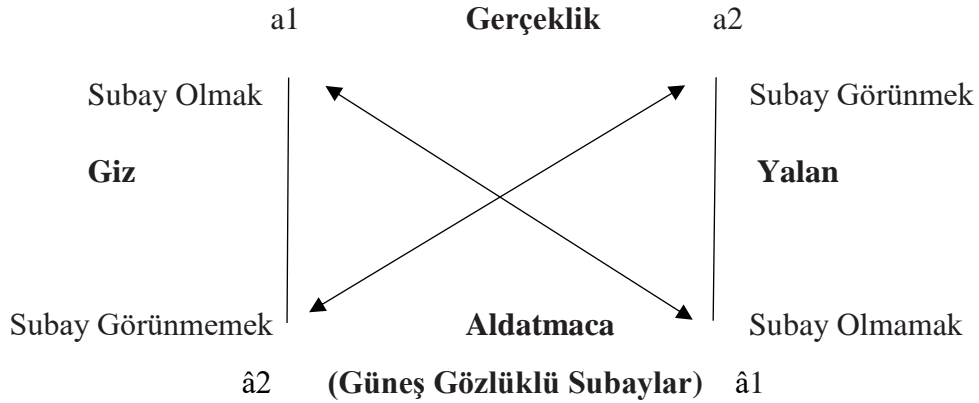 a1 Gerçeklik a2
Subay Olmak Subay Görünmek
Giz Yalan
Subay Görünmemek Aldatmaca Subay Olmamak
â2 (Güneş Gözlüklü Subaylar) â1